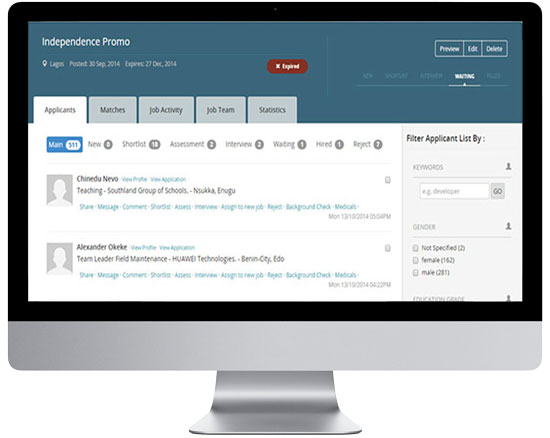 Independence Promo
Preview Edit Delete
Lagos Posted: 30 Sep, 2014 Expires: 27 Dec, 2014
✖ Expired
NEW SHORTLIST INTERVIEW WAITING FILLED
Applicants Matches Job Activity Job Team Statistics
Main 511 New 0 Shortlist 18 Assessment 2 Interview 2 Waiting 1 Hired 1 Reject 7
Chinedu Nevo · View Profile · View Application
Teaching - Southland Group of Schools. - Nsukka, Enugu
Share · Message · Comment · Shortlist · Assess · Interview · Assign to new job · Reject · Background Check · Medicals ·
Mon 13/10/2014 05:04PM
Alexander Okeke · View Profile · View Application
Team Leader Field Maintenance - HUAWEI Technologies. - Benin-City, Edo
Share · Message · Comment · Shortlist · Assess · Interview · Assign to new job · Reject · Background Check · Medicals ·
Mon 13/10/2014 04:22PM
Filter Applicant List By :
KEYWORDS
e.g. developer GO
GENDER
Not Specified (2)
female (162)
male (281)
EDUCATION GRADE